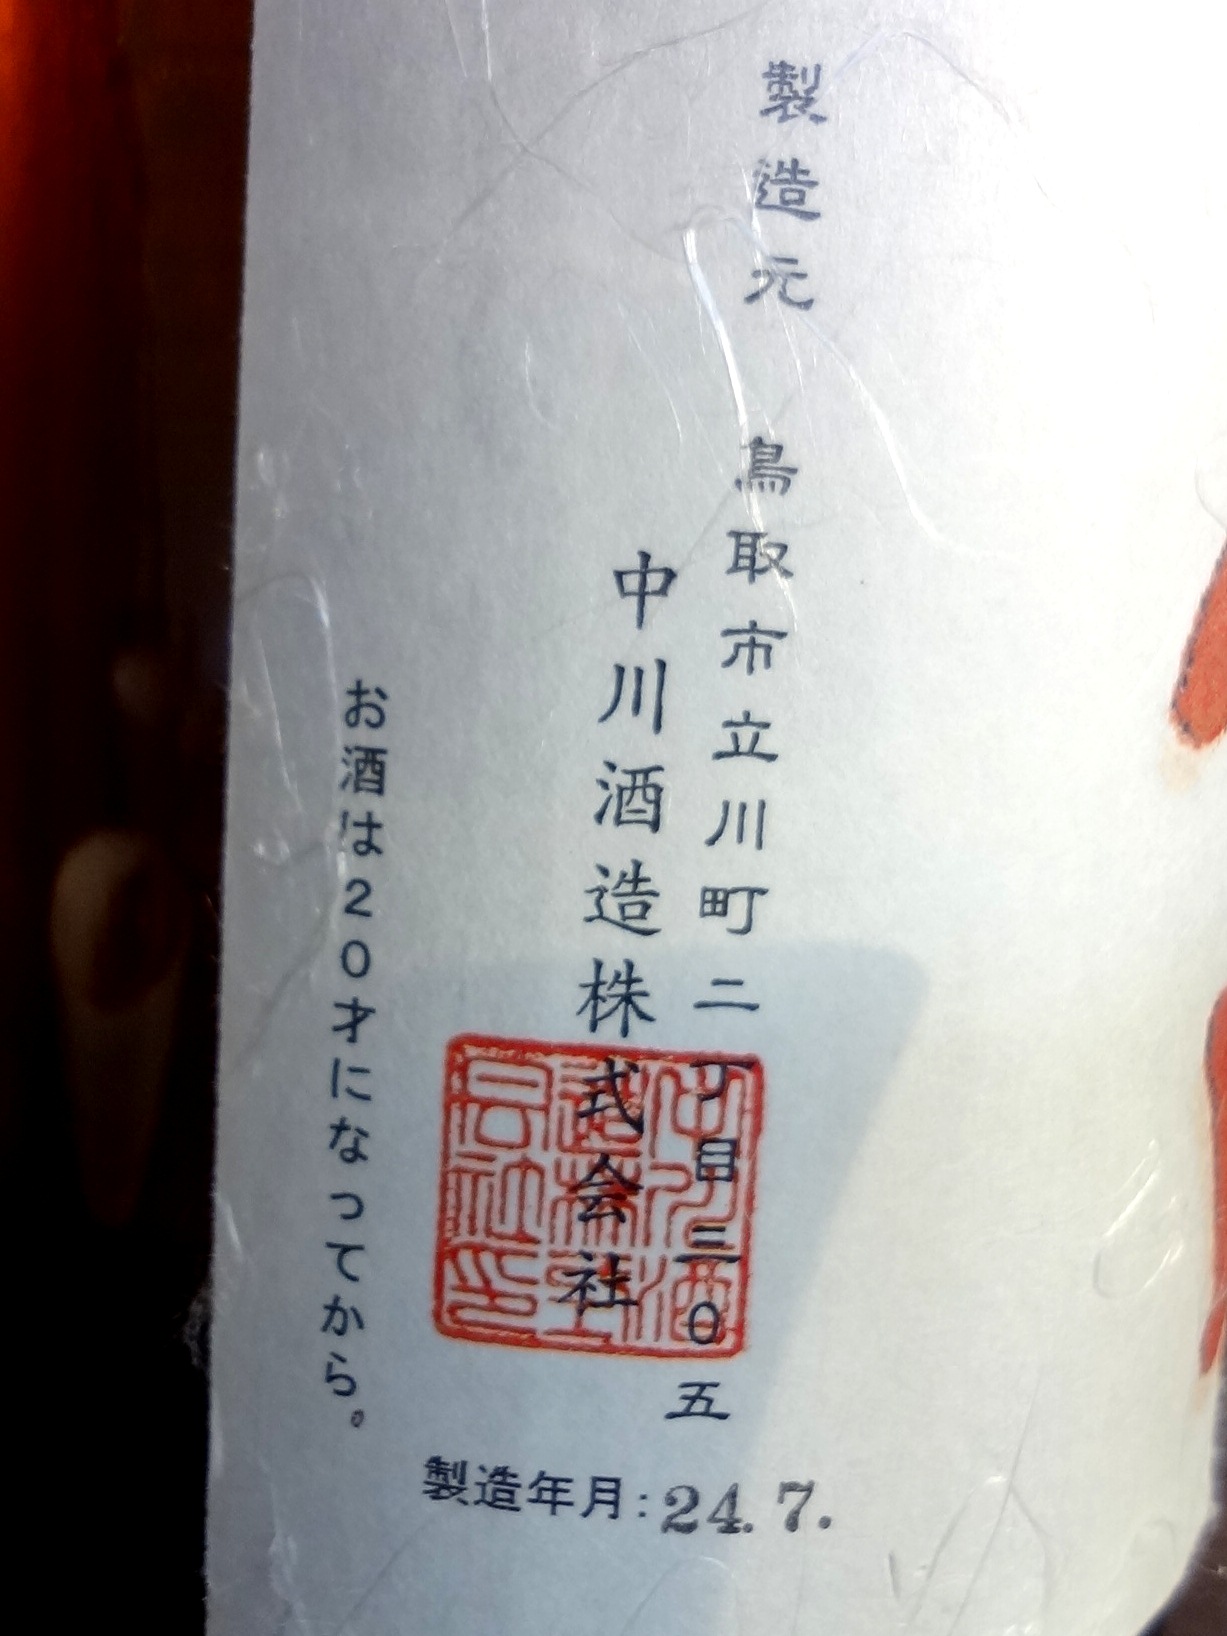 製造元 鳥取市立川町二丁目三〇五
中川酒造株式会社
お酒は20才になってから。
製造年月:24.7.